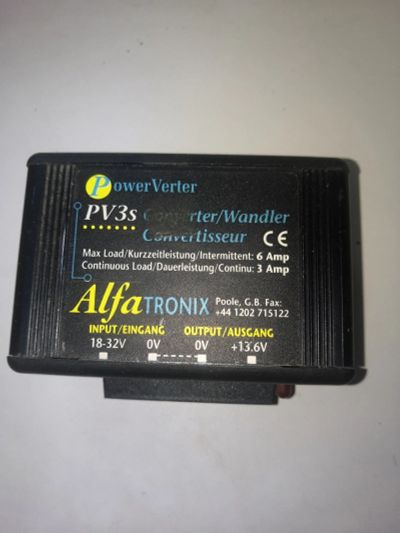 PowerVerter
PV3s Converter/Wandler
Convertisseur CE
Max Load/Kurzzeitleistung/Intermittent: 6 Amp
Continuous Load/Dauerleistung/Continu: 3 Amp
AlfaTRONIX Poole, G.B. Fax:
+44 1202 715122
INPUT/EINGANG OUTPUT/AUSGANG
18-32V 0V 0V +13.6V